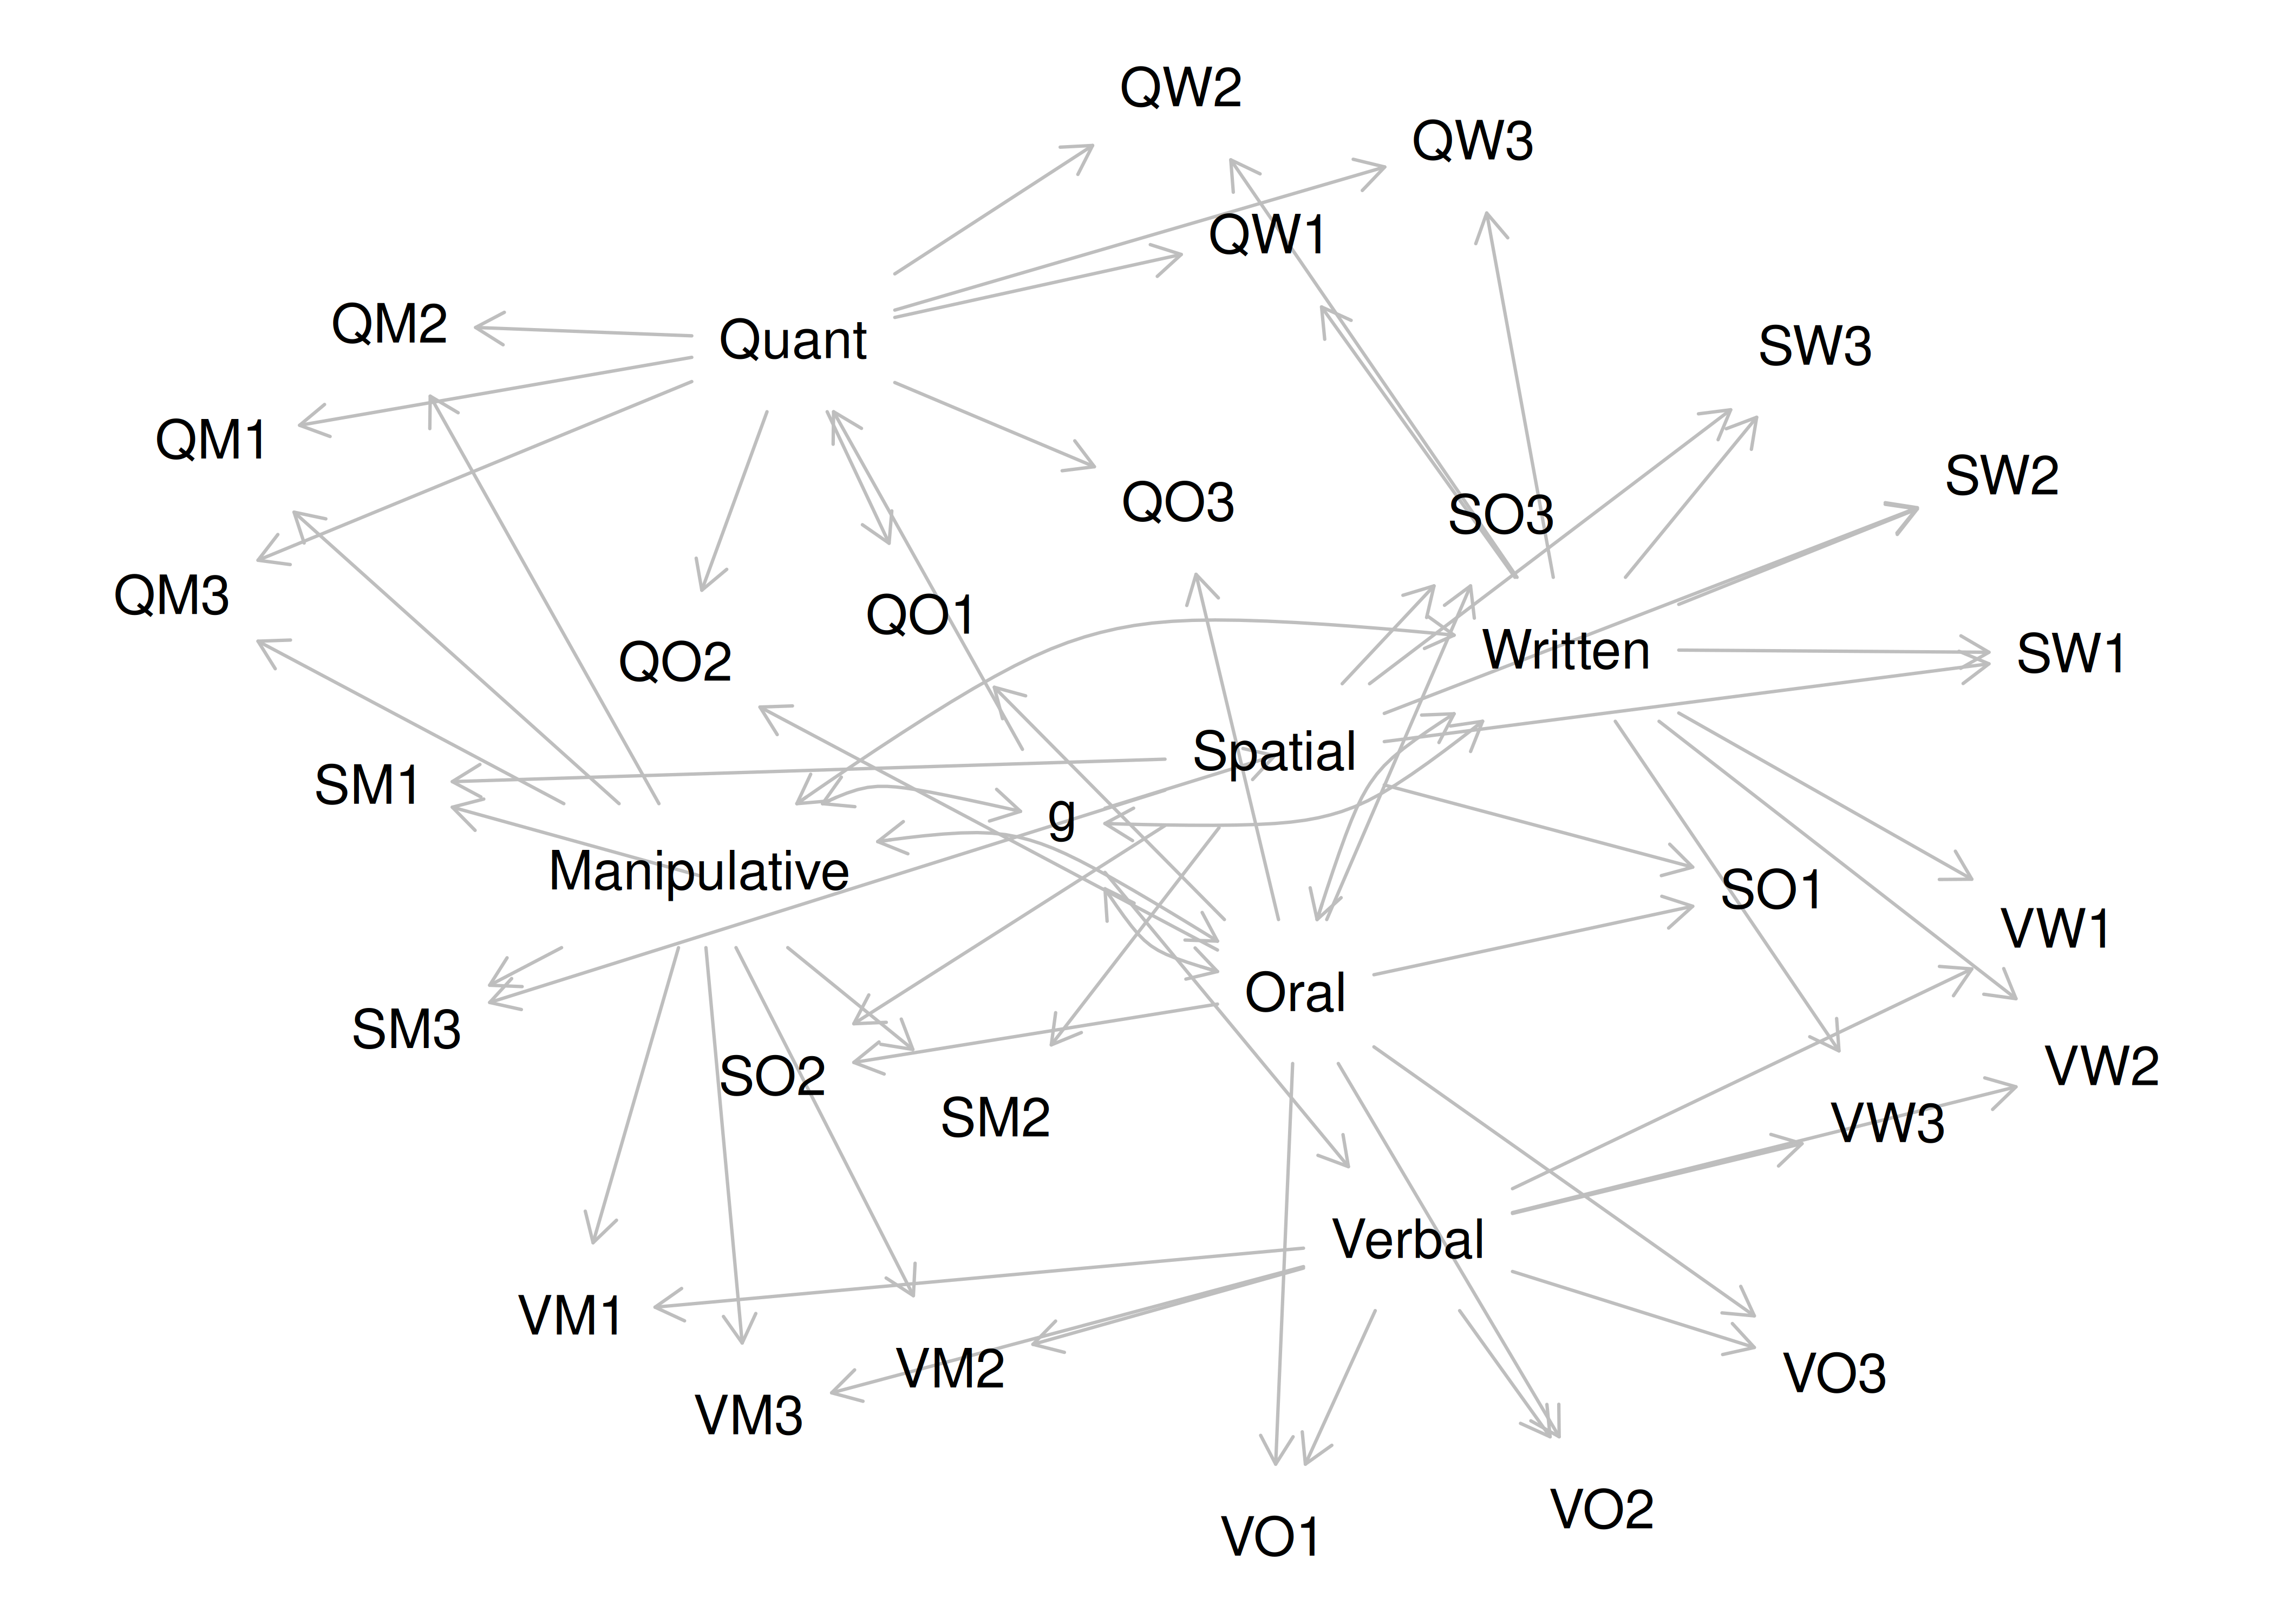 QW2
QW3
QW1
QM2
Quant
SW3
QM1
SW2
QO3
SO3
QM3
QO1
QO2
Written
SW1
Spatial
SM1
g
Manipulative
SO1
VW1
Oral
SM3
SO2
VW2
SM2
VW3
Verbal
VM1
VM2
VO3
VM3
VO2
VO1